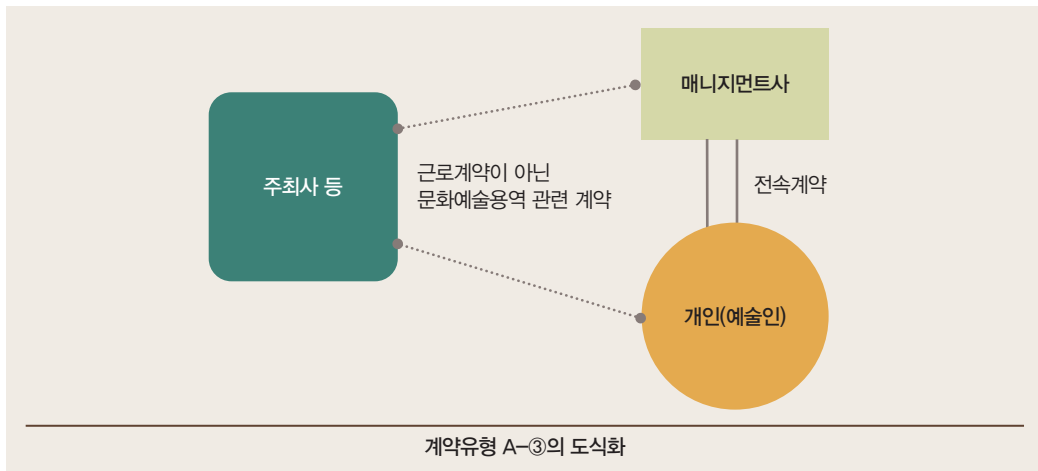 매니지먼트사
주최사 등
근로계약이 아닌
문화예술용역 관련 계약
전속계약
개인(예술인)
계약유형 A-③의 도식화